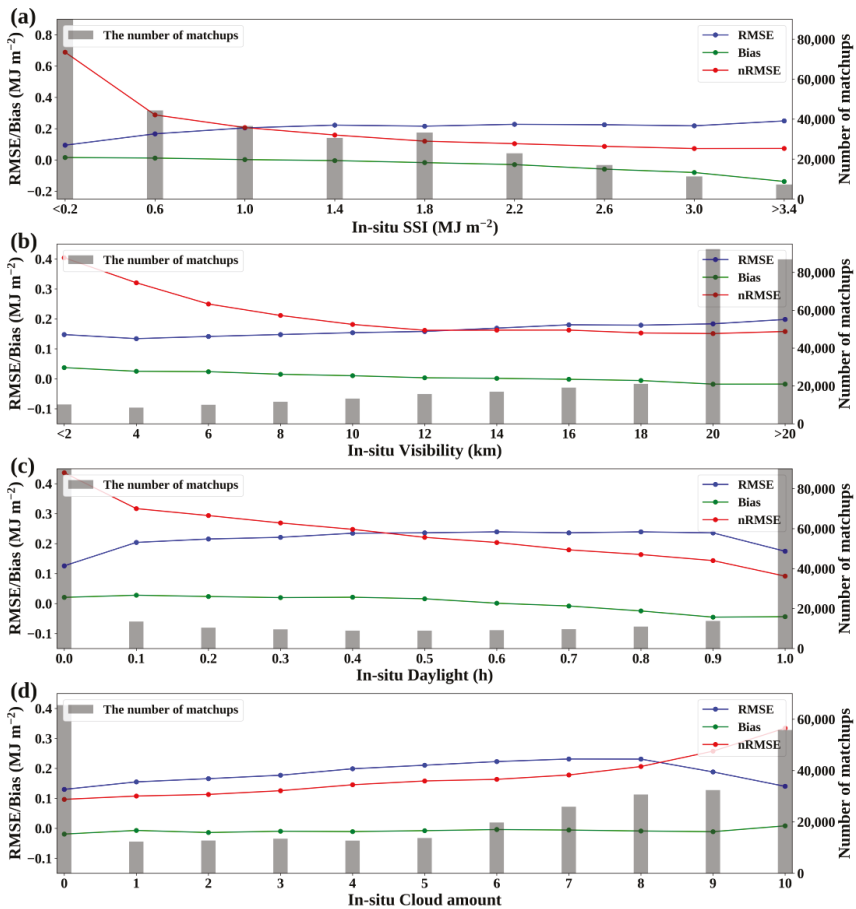 (a)
The number of matchups
RMSE
Bias
nRMSE
RMSE/Bias (MJ m−2)
0.8
0.6
0.4
0.2
0.0
−0.2
80,000
60,000
40,000
20,000
0
Number of matchups
<0.2 0.6 1.0 1.4 1.8 2.2 2.6 3.0 >3.4
In-situ SSI (MJ m−2)
(b)
The number of matchups
RMSE
Bias
nRMSE
RMSE/Bias (MJ m−2)
0.4
0.3
0.2
0.1
0.0
−0.1
80,000
60,000
40,000
20,000
0
Number of matchups
<2 4 6 8 10 12 14 16 18 20 >20
In-situ Visibility (km)
(c)
The number of matchups
RMSE
Bias
nRMSE
RMSE/Bias (MJ m−2)
0.4
0.3
0.2
0.1
0.0
−0.1
80,000
60,000
40,000
20,000
0
Number of matchups
0.0 0.1 0.2 0.3 0.4 0.5 0.6 0.7 0.8 0.9 1.0
In-situ Daylight (h)
(d)
The number of matchups
RMSE
Bias
nRMSE
RMSE/Bias (MJ m−2)
0.4
0.3
0.2
0.1
0.0
−0.1
60,000
40,000
20,000
0
Number of matchups
0 1 2 3 4 5 6 7 8 9 10
In-situ Cloud amount